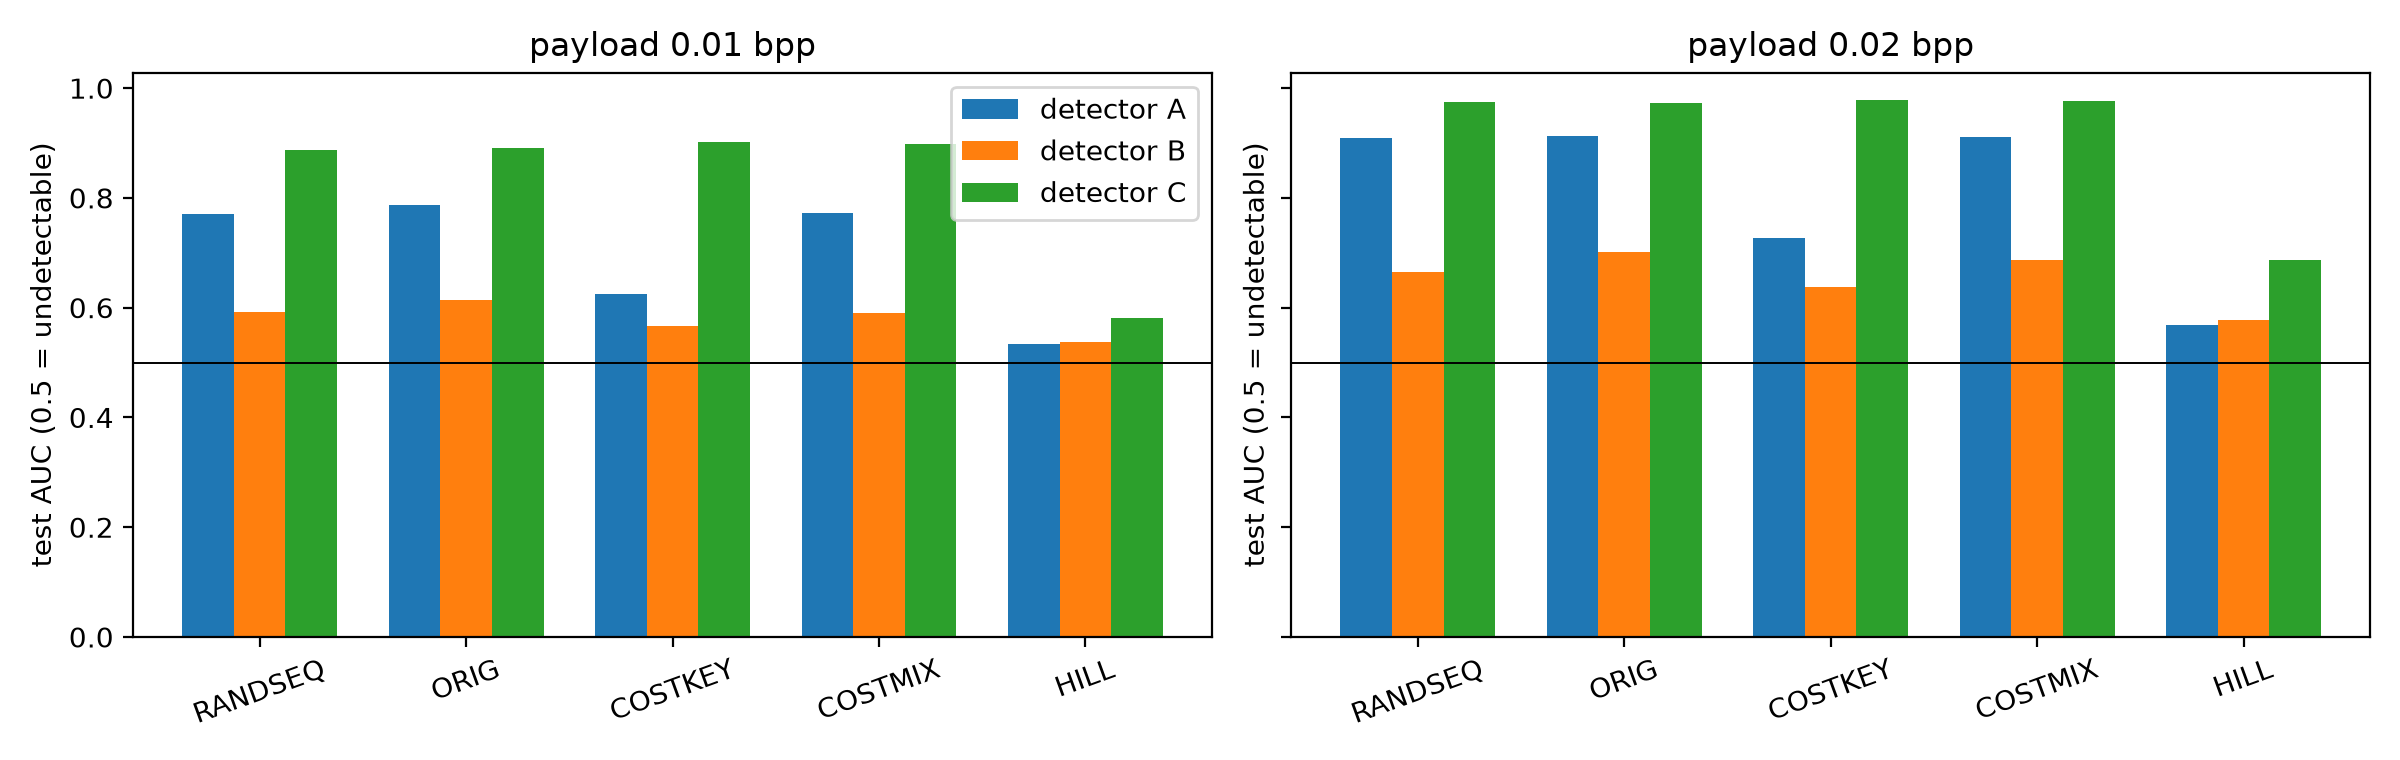 payload 0.01 bpp
test AUC (0.5 = undetectable)
1.0
0.8
0.6
0.4
0.2
0.0
detector A
detector B
detector C
RANDSEQ
ORIG
COSTKEY
COSTMIX
HILL
payload 0.02 bpp
test AUC (0.5 = undetectable)
RANDSEQ
ORIG
COSTKEY
COSTMIX
HILL